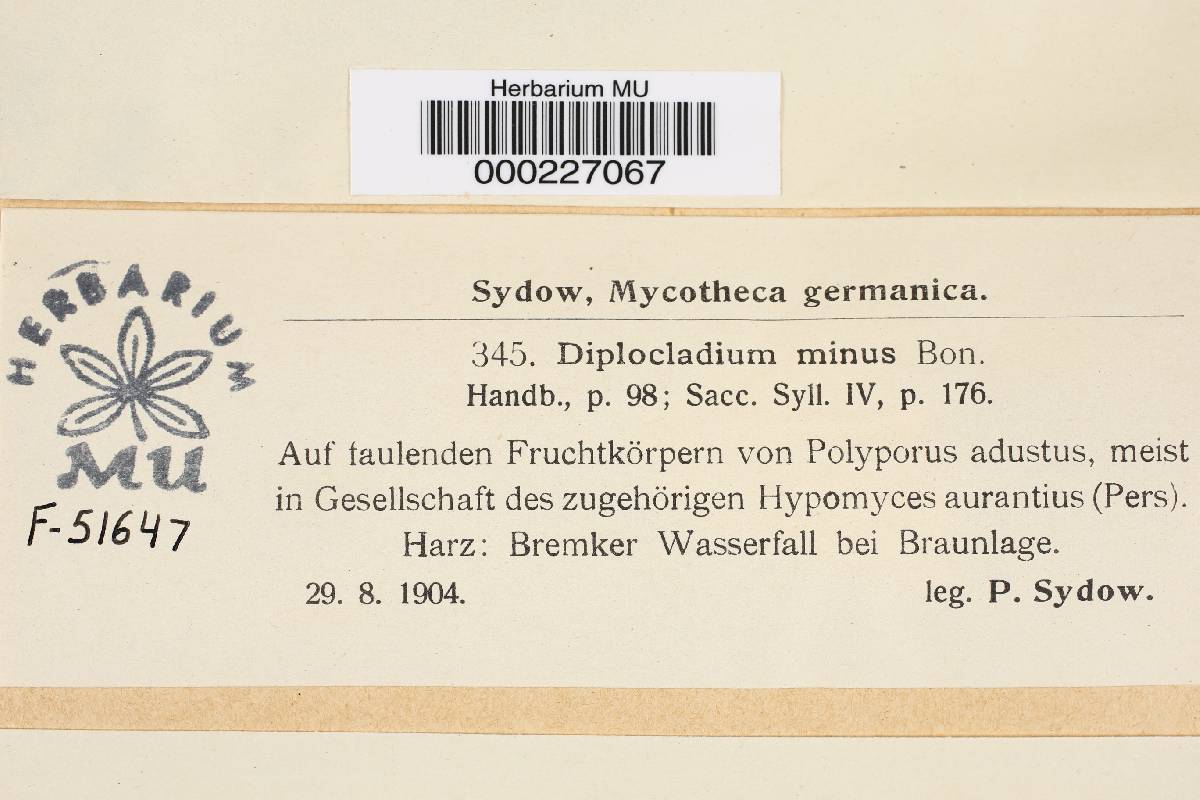 Herbarium MU
000227067
HERBARIUM
MU
F-51647
Sydow, Mycotheca germanica.
345. Diplocladium minus Bon.
Handb., p. 98; Sacc. Syll. IV, p. 176.
Auf faulenden Fruchtkörpern von Polyporus adustus, meist
in Gesellschaft des zugehörigen Hypomyces aurantius (Pers).
Harz: Bremker Wasserfall bei Braunlage.
29. 8. 1904. leg. P. Sydow.